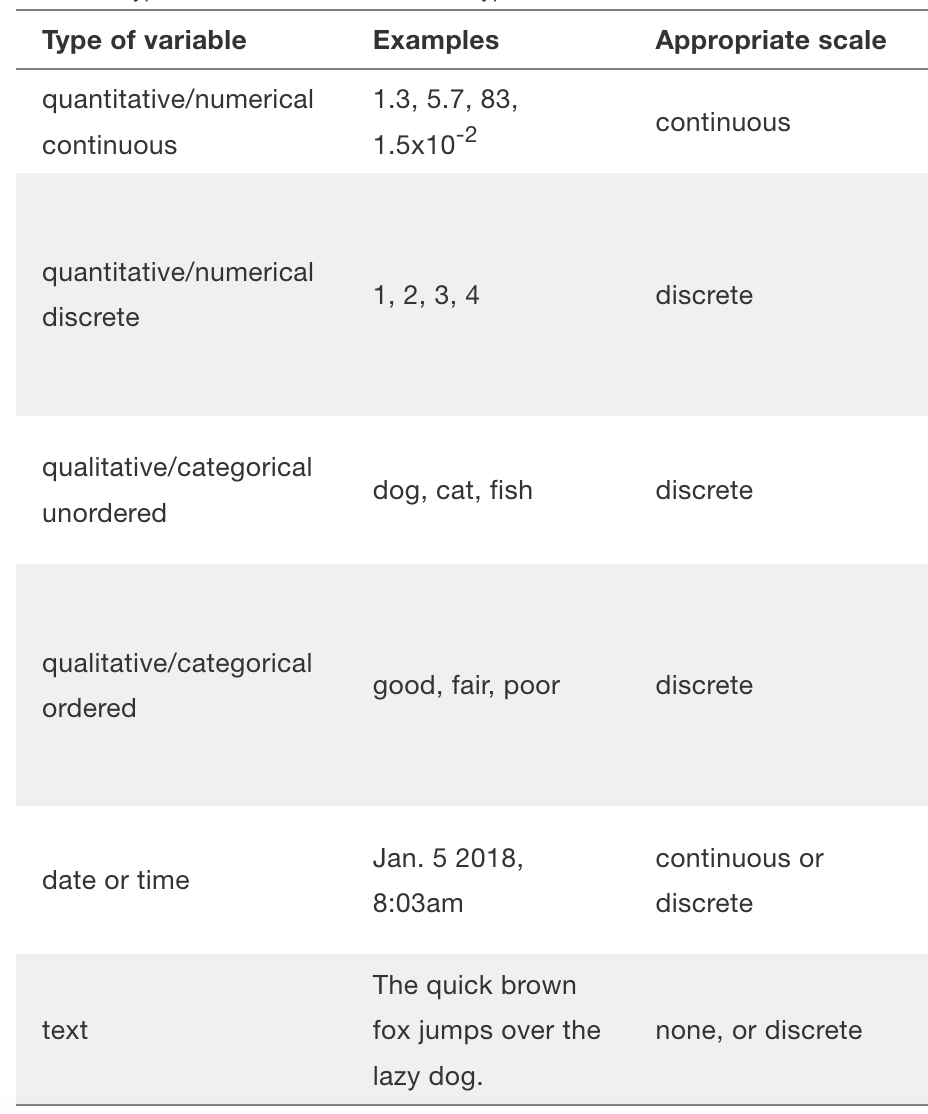 Type of variable Examples Appropriate scale
quantitative/numerical
continuous
1.3, 5.7, 83,
1.5x10⁻²
continuous
quantitative/numerical
discrete
1, 2, 3, 4
discrete
qualitative/categorical
unordered
dog, cat, fish
discrete
qualitative/categorical
ordered
good, fair, poor
discrete
date or time
Jan. 5 2018,
8:03am
continuous or
discrete
text
The quick brown
fox jumps over the
lazy dog.
none, or discrete